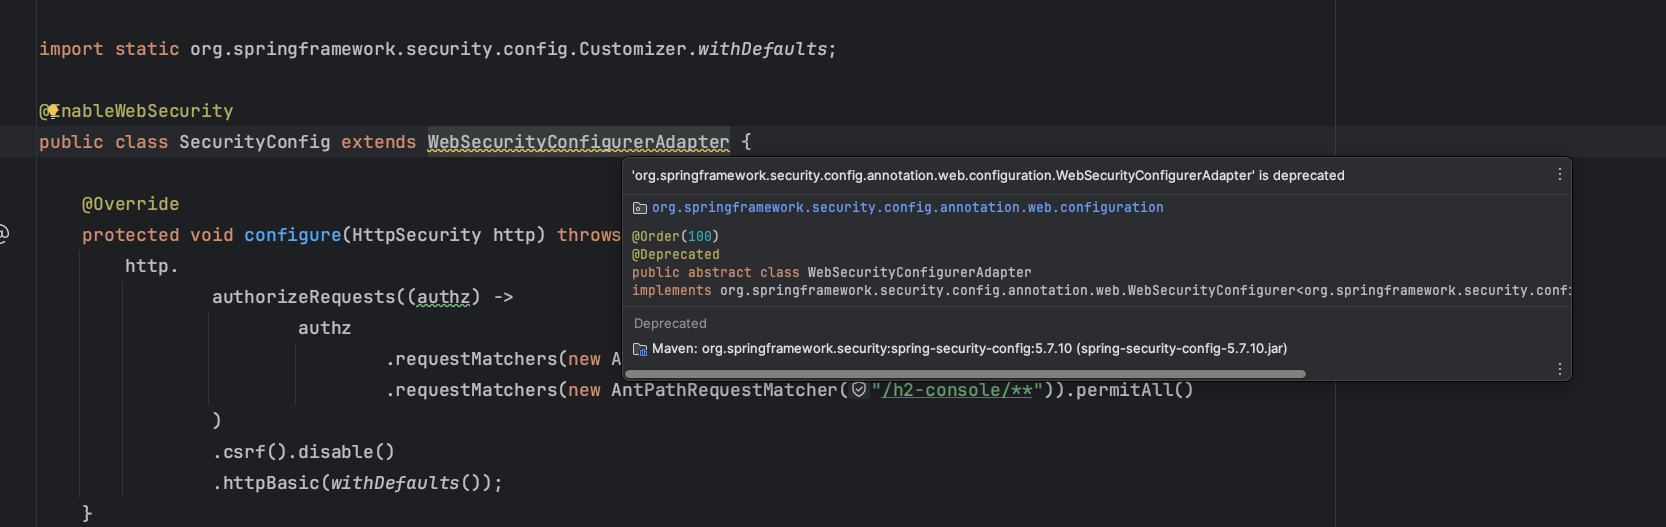 import static org.springframework.security.config.Customizer.withDefaults;
@EnableWebSecurity
public class SecurityConfig extends WebSecurityConfigurerAdapter {
'org.springframework.security.config.annotation.web.configuration.WebSecurityConfigurerAdapter' is deprecated
org.springframework.security.config.annotation.web.configuration
@Order(100)
@Deprecated
public abstract class WebSecurityConfigurerAdapter
implements org.springframework.security.config.annotation.web.WebSecurityConfigurer<org.springframework.security.confi
Deprecated
Maven: org.springframework.security:spring-security-config:5.7.10 (spring-security-config-5.7.10.jar)
@Override
protected void configure(HttpSecurity http) throws
http.
authorizeRequests((authz) ->
authz
.requestMatchers(new A
.requestMatchers(new AntPathRequestMatcher("/h2-console/**")).permitAll()
)
.csrf().disable()
.httpBasic(withDefaults());
}